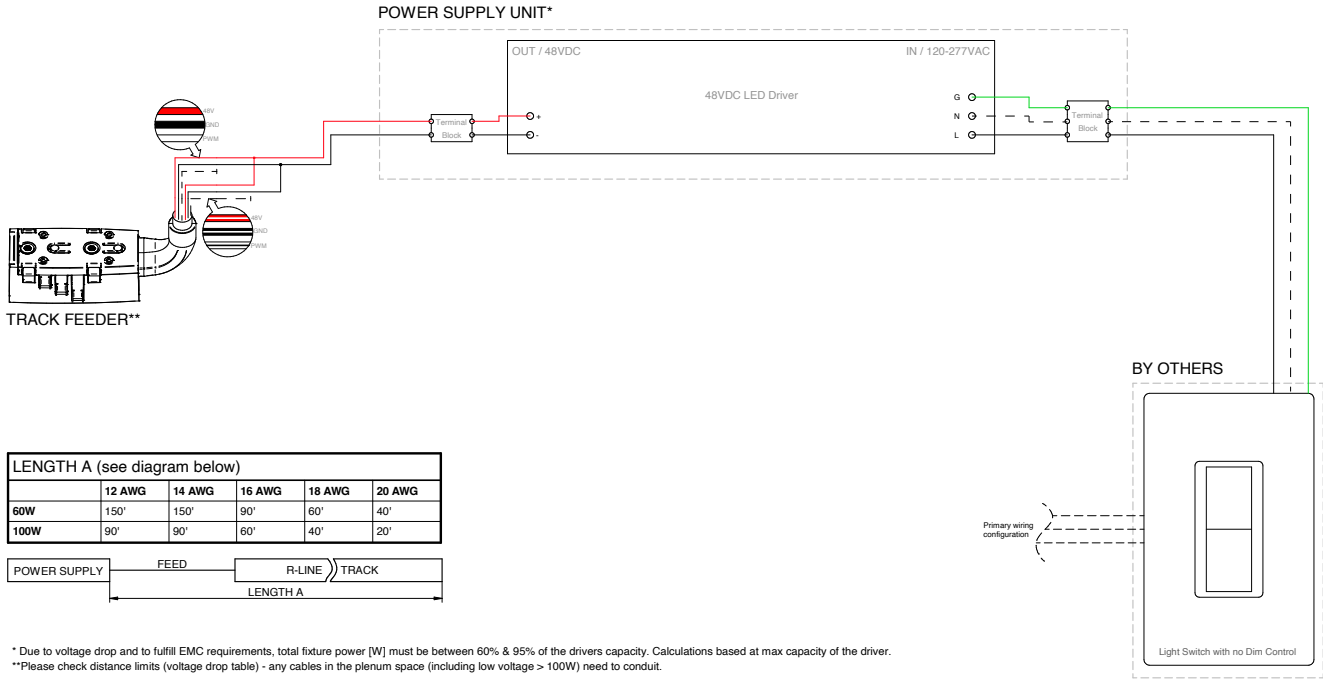 POWER SUPPLY UNIT*
OUT / 48VDC
IN / 120-277VAC
48VDC LED Driver
G
N
L
+
-
Terminal
Block
Terminal
Block
48V
GND
PWM
48V
GND
PWM
TRACK FEEDER**
BY OTHERS
Primary wiring
configuration
Light Switch with no Dim Control
LENGTH A (see diagram below)
12 AWG 14 AWG 16 AWG 18 AWG 20 AWG
60W 150' 150' 90' 60' 40'
100W 90' 90' 60' 40' 20'
POWER SUPPLY FEED R-LINE TRACK
LENGTH A
* Due to voltage drop and to fulfill EMC requirements, total fixture power [W] must be between 60% & 95% of the drivers capacity. Calculations based at max capacity of the driver.
**Please check distance limits (voltage drop table) - any cables in the plenum space (including low voltage > 100W) need to conduit.